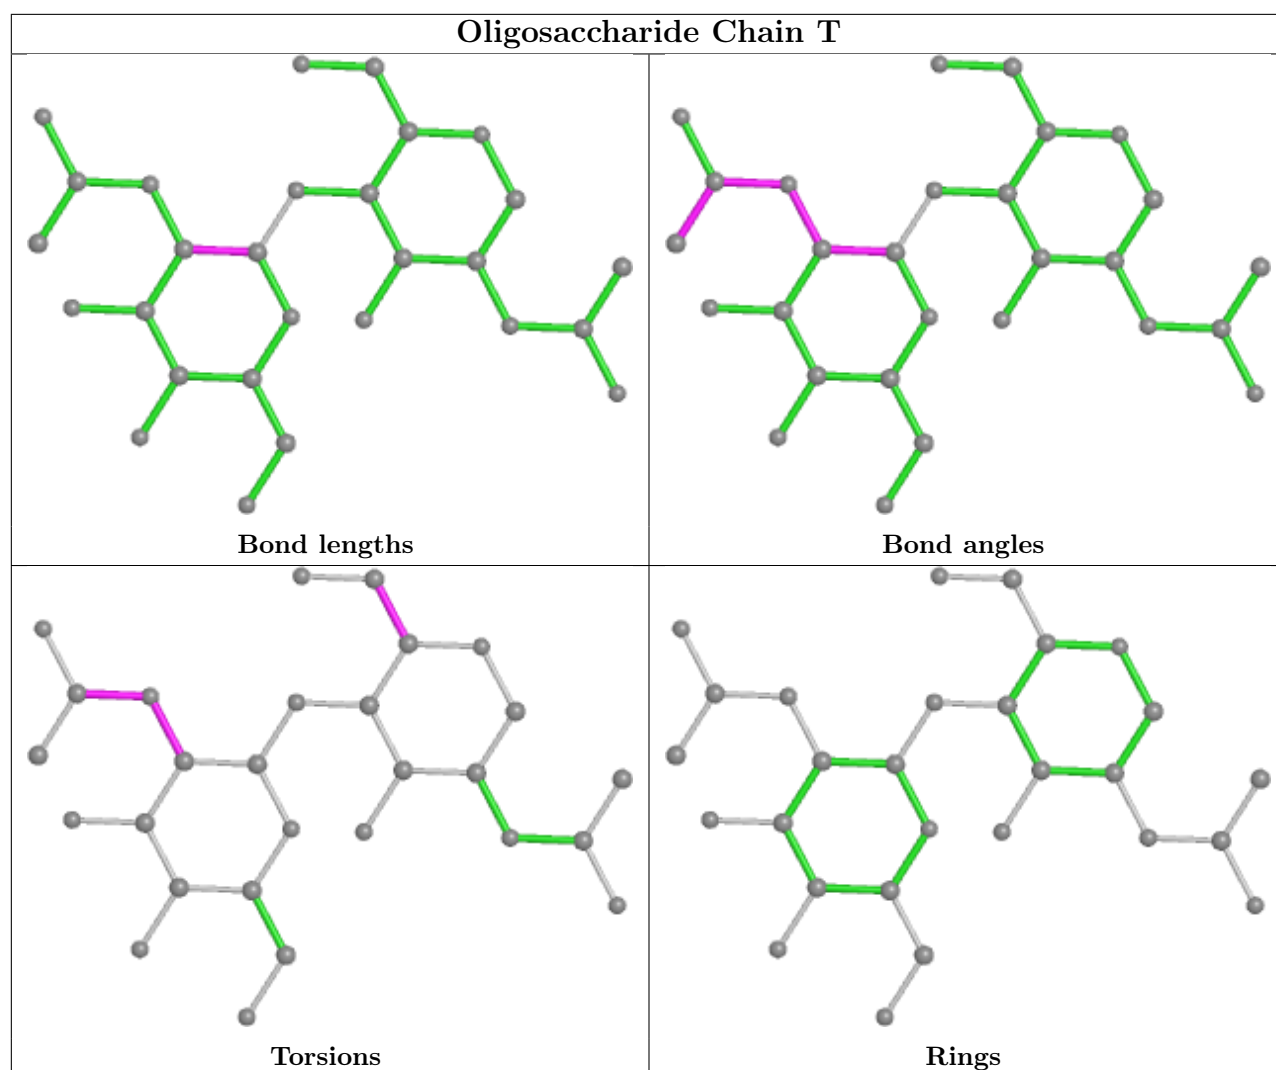 Oligosaccharide Chain T
Bond lengths
Bond angles
Torsions
Rings